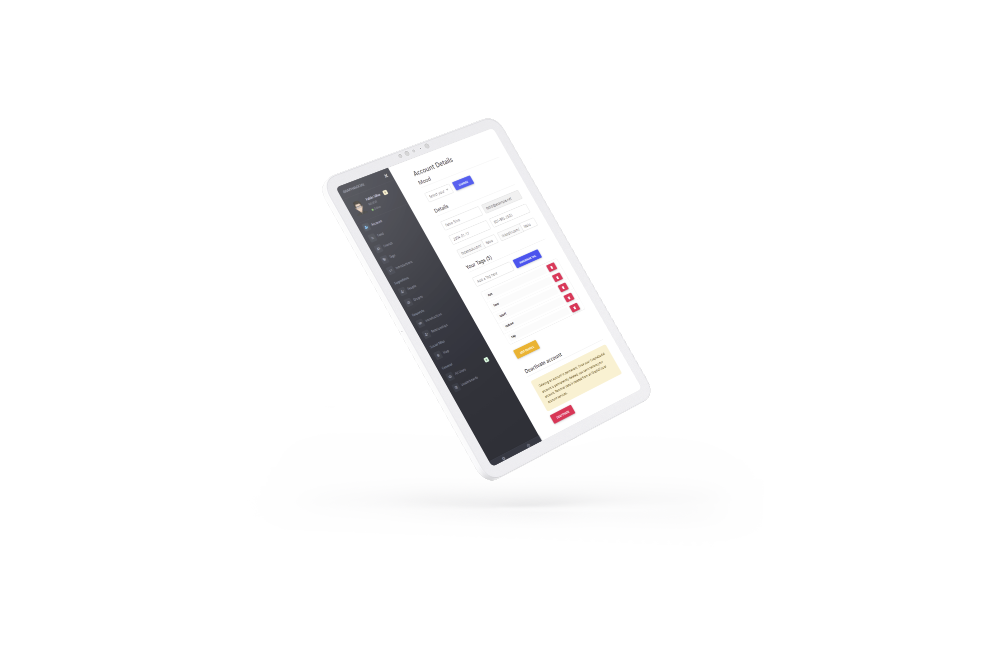 GRAPH4SOCIAL
X
Fabio Silva
RELIEVE
Online
Account
Feed
Friends
Tags
Introductions
Sugestions
People
Grupos
Requests
Introductions
Relationships
Social Map
Map
General
All Users
Leaderboards
Account Details
Mood
Select your
CHANGE
Details
Fabio Silva
fabio@example.net
2004-01-17
801-965-2503
facebook.com/ fabio
linkedin.com/ fabio
Your Tags (5)
Add a Tag here
ADICIONAR TAG
run
tour
sport
nature
rap
EDIT PROFILE
Deactivate account
Deleting an account is permanent. Once your Graph4Social
account is permanently deleted, you can't restore your
account. Personal data is deleted from all Graph4Social
account services.
DEACTIVATE